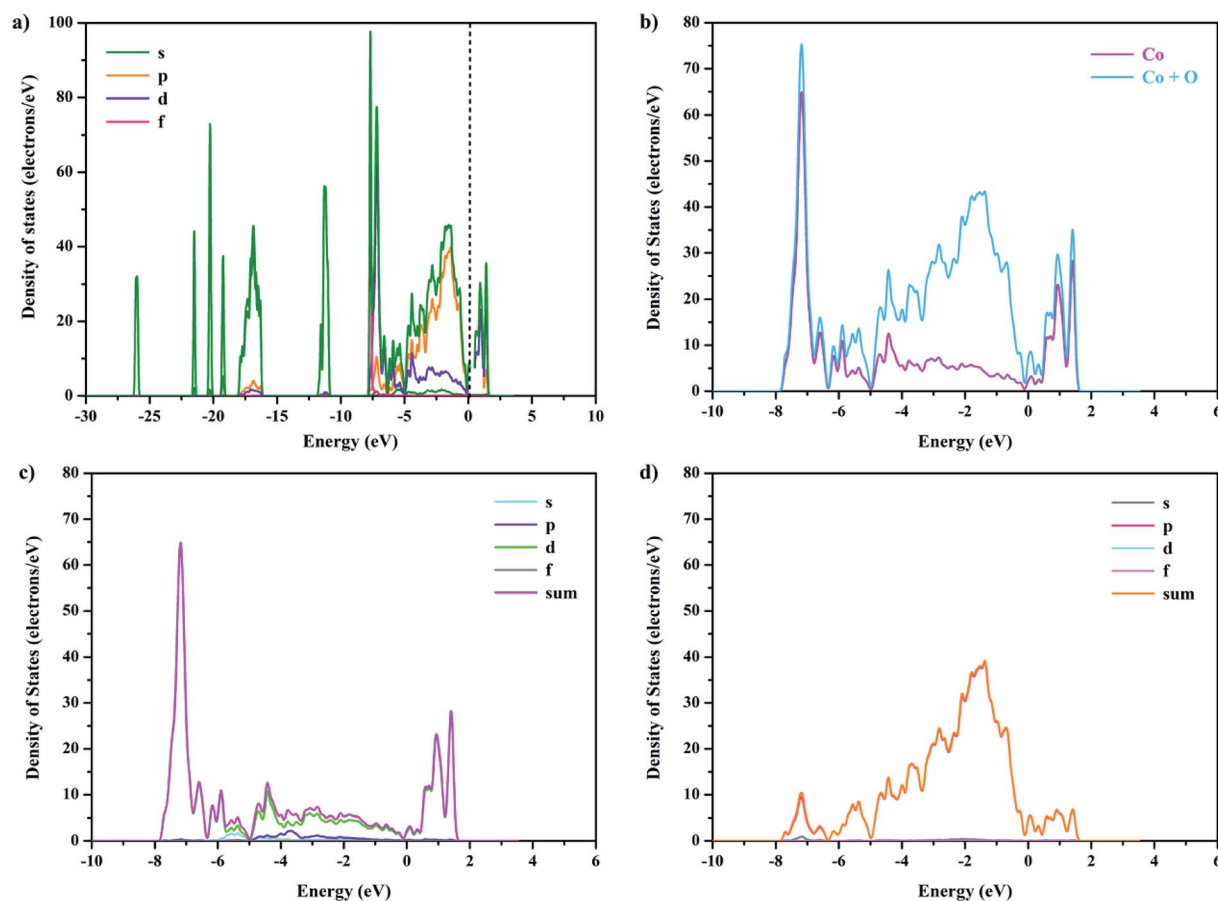 a)
s
p
d
f
Density of states (electrons/eV)
100
80
60
40
20
0
-30 -25 -20 -15 -10 -5 0 5 10
Energy (eV)
b)
Co
Co + O
Density of States (electrons/eV)
80
70
60
50
40
30
20
10
0
-10 -8 -6 -4 -2 0 2 4 6
Energy (eV)
c)
s
p
d
f
sum
Density of States (electrons/eV)
80
70
60
50
40
30
20
10
0
-10 -8 -6 -4 -2 0 2 4 6
Energy (eV)
d)
s
p
d
f
sum
Density of States (electrons/eV)
80
70
60
50
40
30
20
10
0
-10 -8 -6 -4 -2 0 2 4 6
Energy (eV)